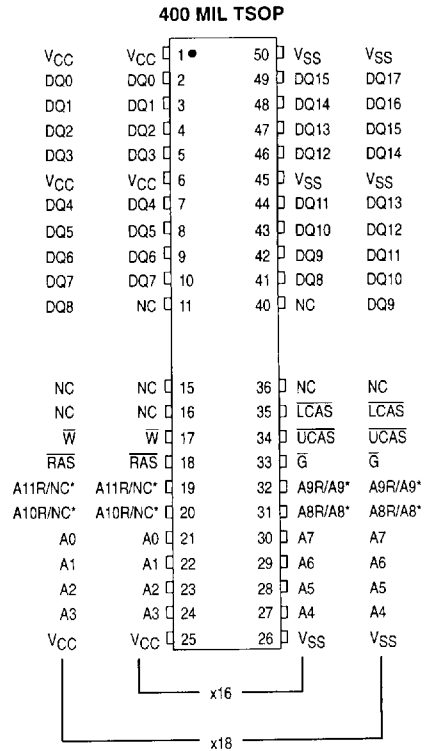 400 MIL TSOP
VCC VCC 1 50 VSS VSS
DQ0 DQ0 2 49 DQ15 DQ17
DQ1 DQ1 3 48 DQ14 DQ16
DQ2 DQ2 4 47 DQ13 DQ15
DQ3 DQ3 5 46 DQ12 DQ14
VCC VCC 6 45 VSS VSS
DQ4 DQ4 7 44 DQ11 DQ13
DQ5 DQ5 8 43 DQ10 DQ12
DQ6 DQ6 9 42 DQ9 DQ11
DQ7 DQ7 10 41 DQ8 DQ10
DQ8 NC 11 40 NC DQ9
NC NC 15 36 NC NC
NC NC 16 35 LCAS LCAS
W W 17 34 UCAS UCAS
RAS RAS 18 33 G G
A11R/NC* A11R/NC* 19 32 A9R/A9* A9R/A9*
A10R/NC* A10R/NC* 20 31 A8R/A8* A8R/A8*
A0 A0 21 30 A7 A7
A1 A1 22 29 A6 A6
A2 A2 23 28 A5 A5
A3 A3 24 27 A4 A4
VCC VCC 25 26 VSS VSS
x16
x18